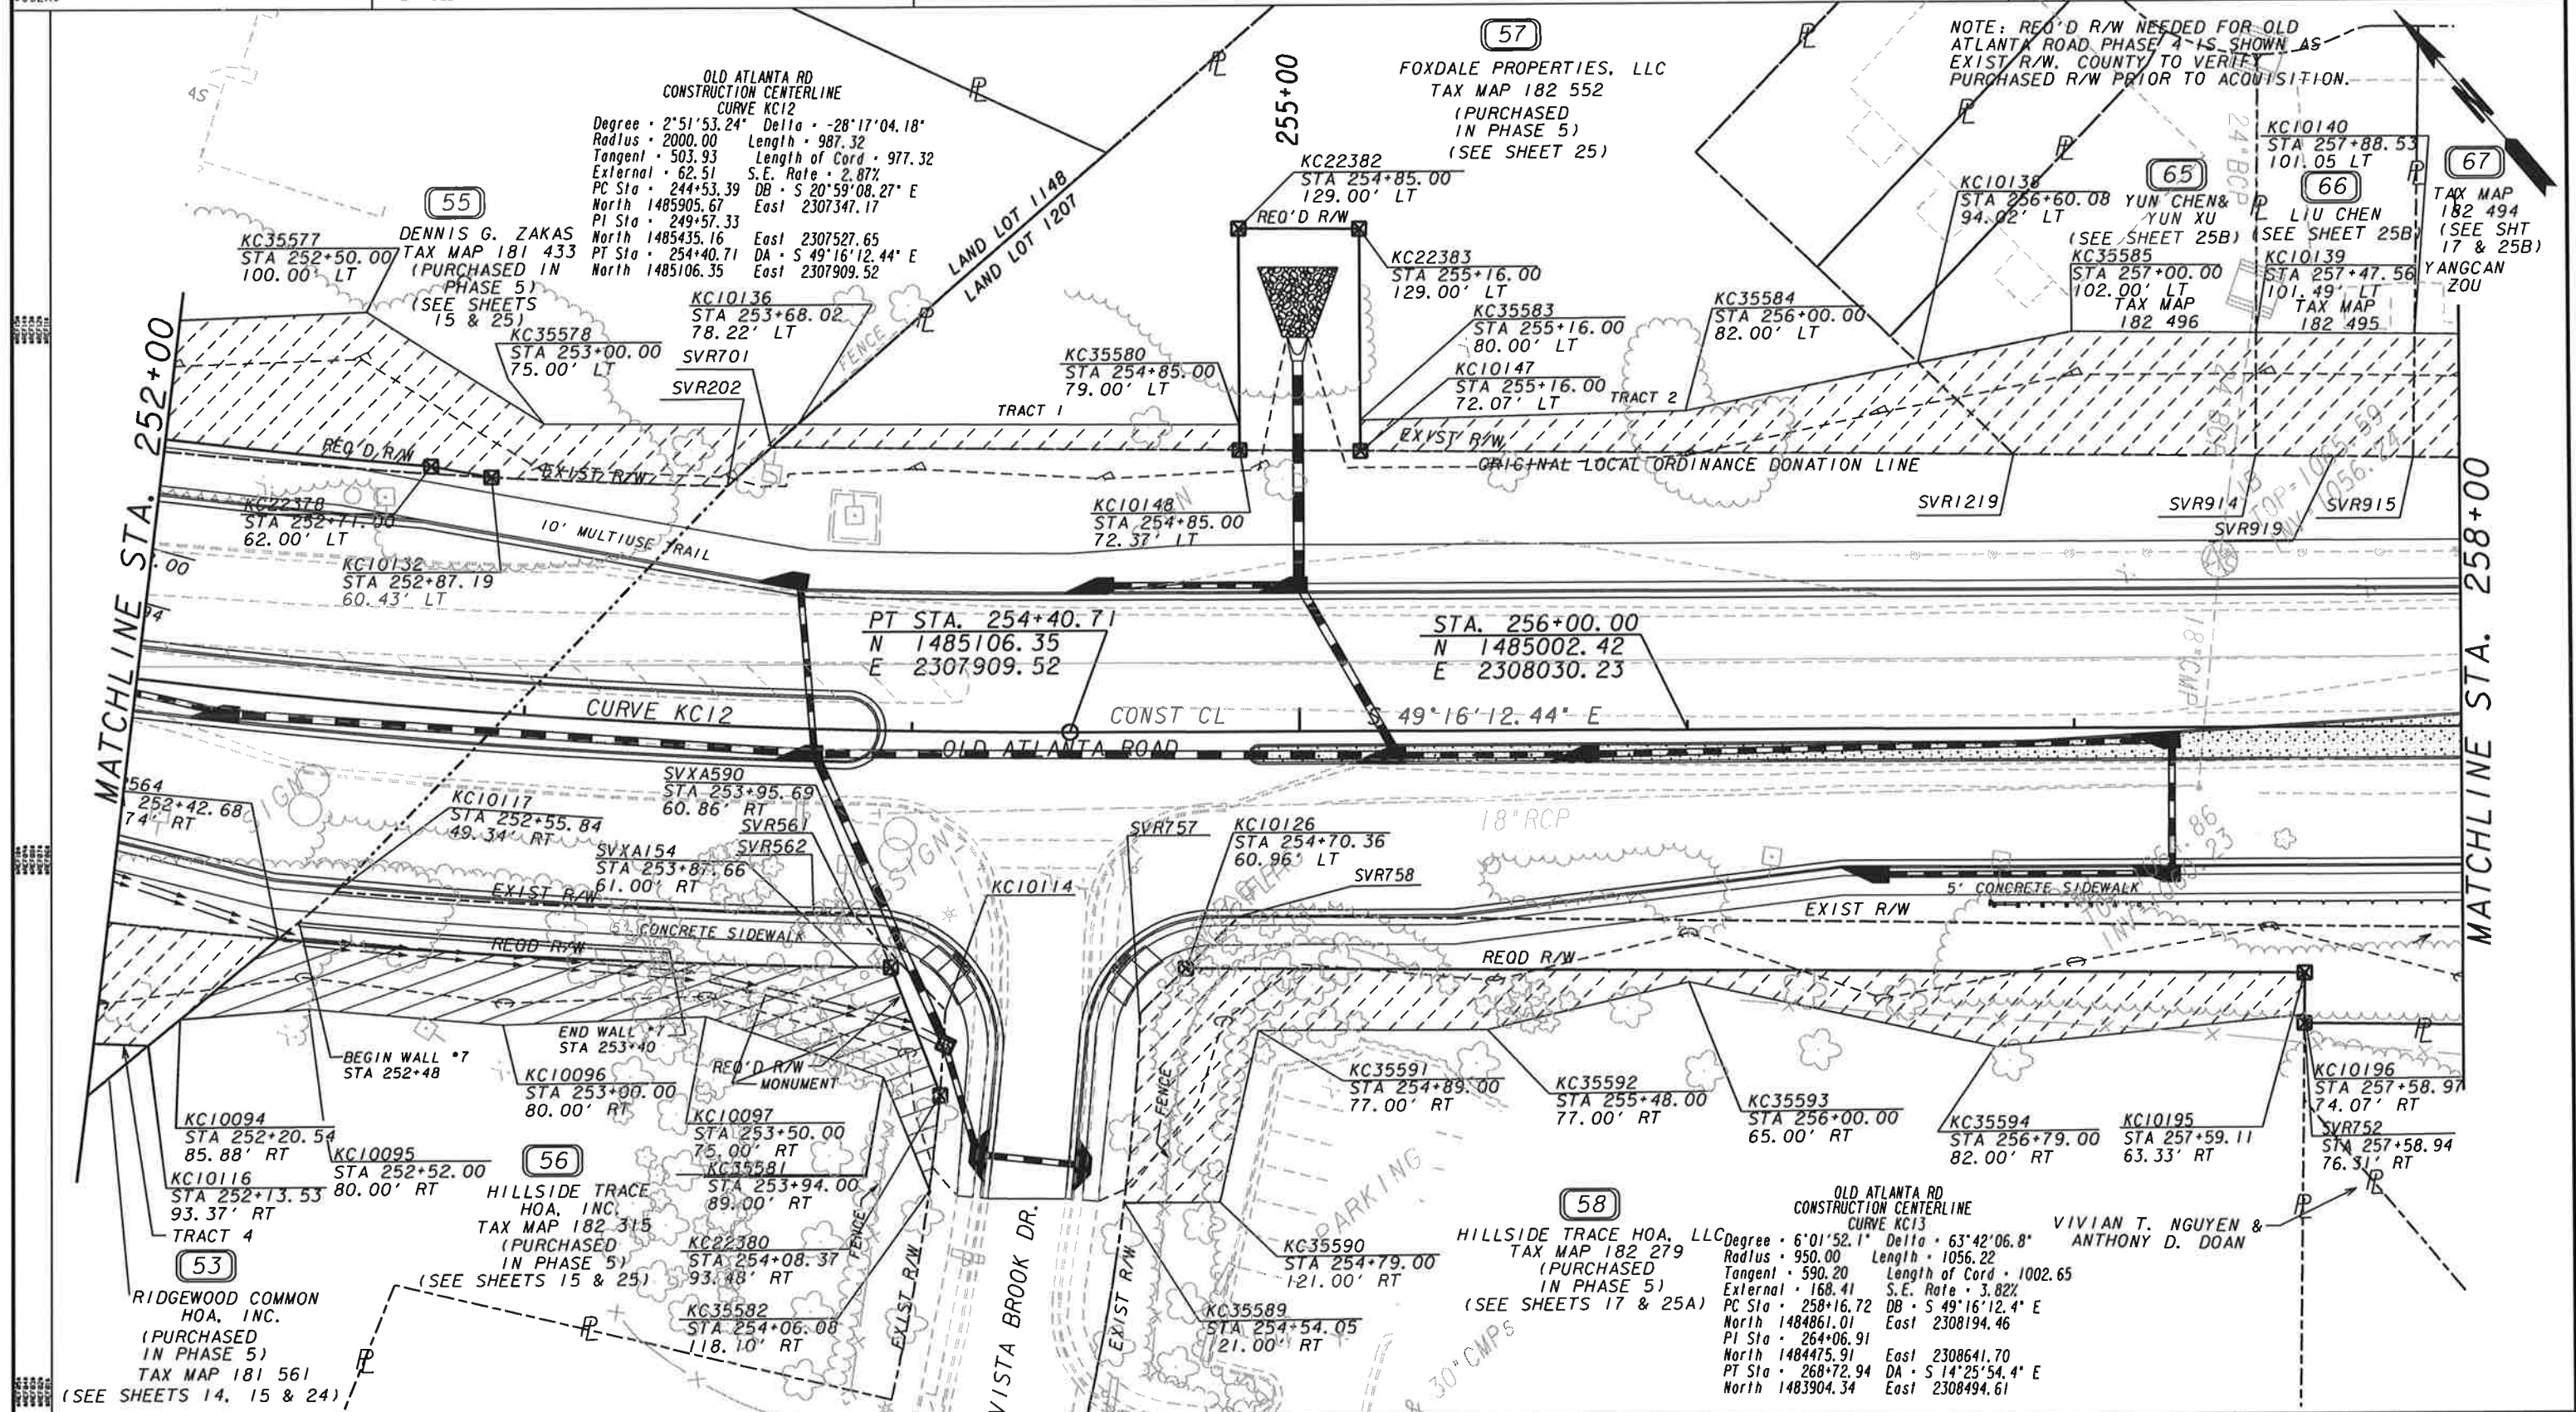 NOTE: REQ'D R/W NEEDED FOR OLD
ATLANTA ROAD PHASE 4 IS SHOWN AS
EXIST R/W. COUNTY TO VERIFY
PURCHASED R/W PRIOR TO ACQUISITION.
57
FOXDALE PROPERTIES, LLC
TAX MAP 182 552
(PURCHASED
IN PHASE 5)
(SEE SHEET 25)
OLD ATLANTA RD
CONSTRUCTION CENTERLINE
CURVE KC12
Degree • 2°51'53.24" Delta • -28°17'04.18"
Radius • 2000.00 Length • 987.32
Tangent • 503.93 Length of Cord • 977.32
External • 62.51 S.E. Rate • 2.87%
PC Sta • 244+53.39 DB • S 20°59'08.27" E
North 1485905.67 East 2307347.17
PI Sta • 249+57.33
North 1485435.16 East 2307527.65
PT Sta • 254+40.71 DA • S 49°16'12.44" E
North 1485106.35 East 2307909.52
4S
55
DENNIS G. ZAKAS
TAX MAP 181 433
(PURCHASED IN
PHASE 5)
(SEE SHEETS
15 & 25)
KC35577
STA 252+50.00
100.00' LT
KC35578
STA 253+00.00
75.00' LT
KC10136
STA 253+68.02
78.22' LT
SVR701
SVR202
LAND LOT 1148
LAND LOT 1207
FENCE
255+00
KC22382
STA 254+85.00
129.00' LT
REQ'D R/W
KC22383
STA 255+16.00
129.00' LT
KC35583
STA 255+16.00
80.00' LT
KC10147
STA 255+16.00
72.07' LT
KC35580
STA 254+85.00
79.00' LT
KC35584
STA 256+00.00
82.00' LT
TRACT 1
TRACT 2
KC10138
STA 256+60.08
94.02' LT
65
YUN CHEN&
YUN XU
(SEE SHEET 25B)
KC35585
STA 257+00.00
102.00' LT
TAX MAP
182 496
24"BCP
KC10140
STA 257+88.53
101.05 LT
66
LIU CHEN
(SEE SHEET 25B)
KC10139
STA 257+47.56
101.49' LT
TAX MAP
182 495
67
TAX MAP
182 494
(SEE SHT
17 & 25B)
YANGCAN
ZOU
N
MATCHLINE STA. 252+00
REQ'D R/W
EXIST R/W
KC22378
STA 252+71.00
62.00' LT
KC10132
STA 252+87.19
60.43' LT
10' MULTIUSE TRAIL
KC10148
STA 254+85.00
72.37' LT
EXIST R/W
ORIGINAL LOCAL ORDINANCE DONATION LINE
SVR1219
SVR914
SVR919
SVR915
MATCHLINE STA. 258+00
.00
94
PT STA. 254+40.71
N 1485106.35
E 2307909.52
STA. 256+00.00
N 1485002.42
E 2308030.23
18"CMP
CURVE KC12
CONST CL
S 49°16'12.44" E
OLD ATLANTA ROAD
564
252+42.68
74' RT
SIGN
KC10117
STA 252+55.84
49.34' RT
SVXA590
STA 253+95.69
60.86' RT
SVR561
SVR562
SVXA154
STA 253+87.66
61.00' RT
SIGN
KC10114
SVR757
KC10126
STA 254+70.36
60.96' LT
SVR758
18"RCP
5' CONCRETE SIDEWALK
EXIST R/W
EXIST R/W
5' CONCRETE SIDEWALK
REQD R/W
REQD R/W
BEGIN WALL #7
STA 252+48
END WALL #7
STA 253+40
REQ'D R/W
MONUMENT
KC10094
STA 252+20.54
85.88' RT
KC10116
STA 252+13.53
93.37' RT
TRACT 4
KC10095
STA 252+52.00
80.00' RT
KC10096
STA 253+00.00
80.00' RT
KC10097
STA 253+50.00
75.00' RT
KC35581
STA 253+94.00
89.00' RT
KC22380
STA 254+08.37
93.48' RT
KC35582
STA 254+06.08
118.10' RT
53
RIDGEWOOD COMMON
HOA, INC.
(PURCHASED
IN PHASE 5)
TAX MAP 181 561
(SEE SHEETS 14, 15 & 24)
56
HILLSIDE TRACE
HOA, INC.
TAX MAP 182 315
(PURCHASED
IN PHASE 5)
(SEE SHEETS 15 & 25)
FENCE
EXIST R/W
VISTA BROOK DR.
EXIST R/W
FENCE
PARKING
KC35591
STA 254+89.00
77.00' RT
KC35592
STA 255+48.00
77.00' RT
KC35593
STA 256+00.00
65.00' RT
KC35594
STA 256+79.00
82.00' RT
KC10195
STA 257+59.11
63.33' RT
KC10196
STA 257+58.97
74.07' RT
SVR752
STA 257+58.94
76.31' RT
KC35590
STA 254+79.00
121.00' RT
KC35589
STA 254+54.05
121.00' RT
& 30"CMPS
58
HILLSIDE TRACE HOA, LLC
TAX MAP 182 279
(PURCHASED
IN PHASE 5)
(SEE SHEETS 17 & 25A)
OLD ATLANTA RD
CONSTRUCTION CENTERLINE
CURVE KC13
Degree • 6°01'52.1" Delta • 63°42'06.8"
Radius • 950.00 Length • 1056.22
Tangent • 590.20 Length of Cord • 1002.65
External • 168.41 S.E. Rate • 3.82%
PC Sta • 258+16.72 DB • S 49°16'12.4" E
North 1484861.01 East 2308194.46
PI Sta • 264+06.91
North 1484475.91 East 2308641.70
PT Sta • 268+72.94 DA • S 14°25'54.4" E
North 1483904.34 East 2308494.61
VIVIAN T. NGUYEN &
ANTHONY D. DOAN